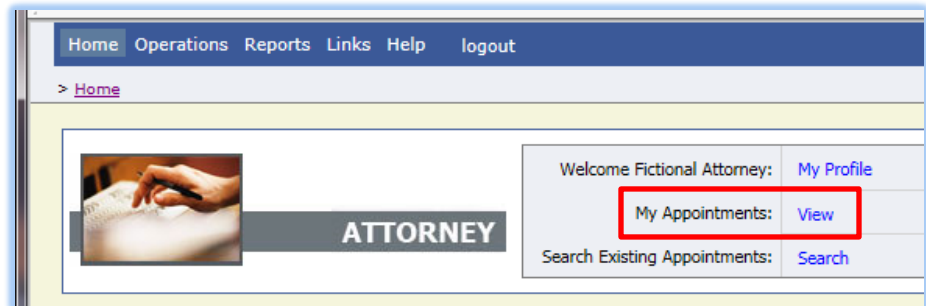 Home Operations Reports Links Help logout
> Home
ATTORNEY
Welcome Fictional Attorney: My Profile
My Appointments: View
Search Existing Appointments: Search